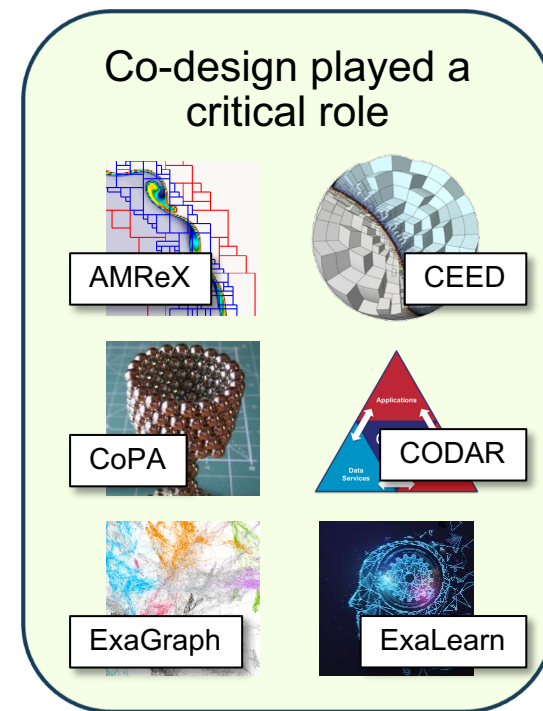 Co-design played a
critical role
AMReX
CEED
CoPA
Applications
Data
Services
CODAR
ExaGraph
ExaLearn